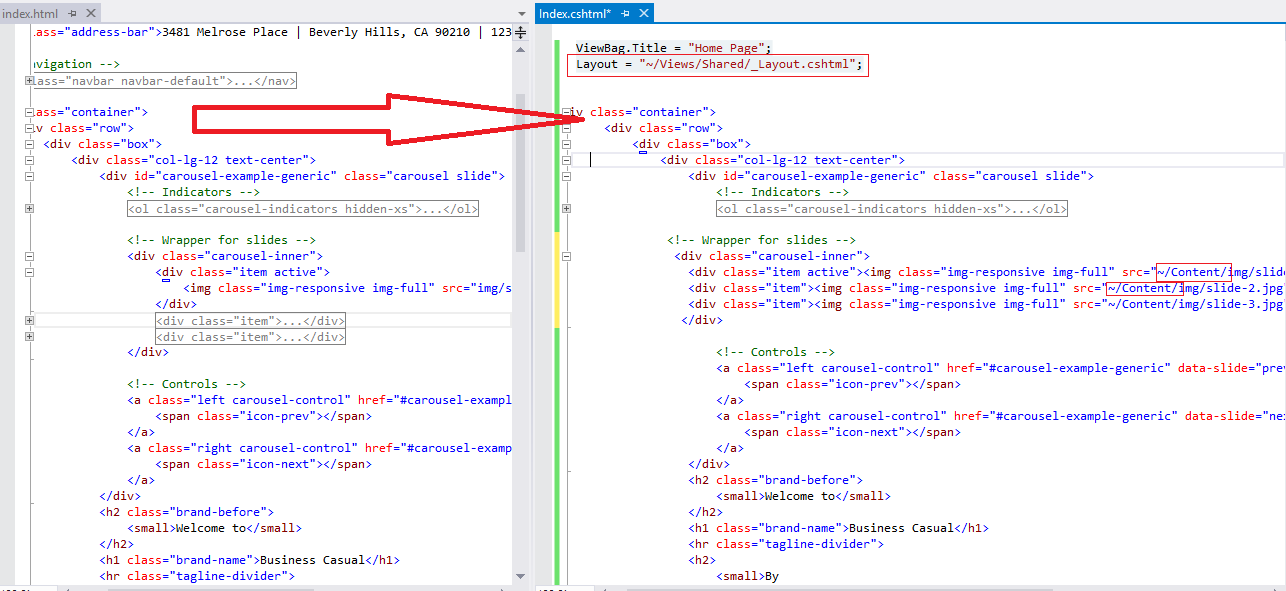 index.html
.ass="address-bar">3481 Melrose Place | Beverly Hills, CA 90210 | 123
vigation -->
lass="navbar navbar-default">...</nav>
.ass="container">
v class="row">
<div class="box">
<div class="col-lg-12 text-center">
<div id="carousel-example-generic" class="carousel slide">
<!-- Indicators -->
<ol class="carousel-indicators hidden-xs">...</ol>
<!-- Wrapper for slides -->
<div class="carousel-inner">
<div class="item active">
<img class="img-responsive img-full" src="img/s
</div>
<div class="item">...</div>
<div class="item">...</div>
</div>
<!-- Controls -->
<a class="left carousel-control" href="#carousel-exampl
<span class="icon-prev"></span>
</a>
<a class="right carousel-control" href="#carousel-examp
<span class="icon-next"></span>
</a>
</div>
<h2 class="brand-before">
<small>Welcome to</small>
</h2>
<h1 class="brand-name">Business Casual</h1>
<hr class="tagline-divider">
Index.cshtml*
ViewBag.Title = "Home Page";
Layout = "~/Views/Shared/_Layout.cshtml";
iv class="container">
<div class="row">
<div class="box">
<div class="col-lg-12 text-center">
<div id="carousel-example-generic" class="carousel slide">
<!-- Indicators -->
<ol class="carousel-indicators hidden-xs">...</ol>
<!-- Wrapper for slides -->
<div class="carousel-inner">
<div class="item active"><img class="img-responsive img-full" src="~/Content/img/slide
<div class="item"><img class="img-responsive img-full" src="~/Content/img/slide-2.jpg
<div class="item"><img class="img-responsive img-full" src="~/Content/img/slide-3.jpg
</div>
<!-- Controls -->
<a class="left carousel-control" href="#carousel-example-generic" data-slide="prev
<span class="icon-prev"></span>
</a>
<a class="right carousel-control" href="#carousel-example-generic" data-slide="nex
<span class="icon-next"></span>
</a>
</div>
<h2 class="brand-before">
<small>Welcome to</small>
</h2>
<h1 class="brand-name">Business Casual</h1>
<hr class="tagline-divider">
<h2>
<small>By